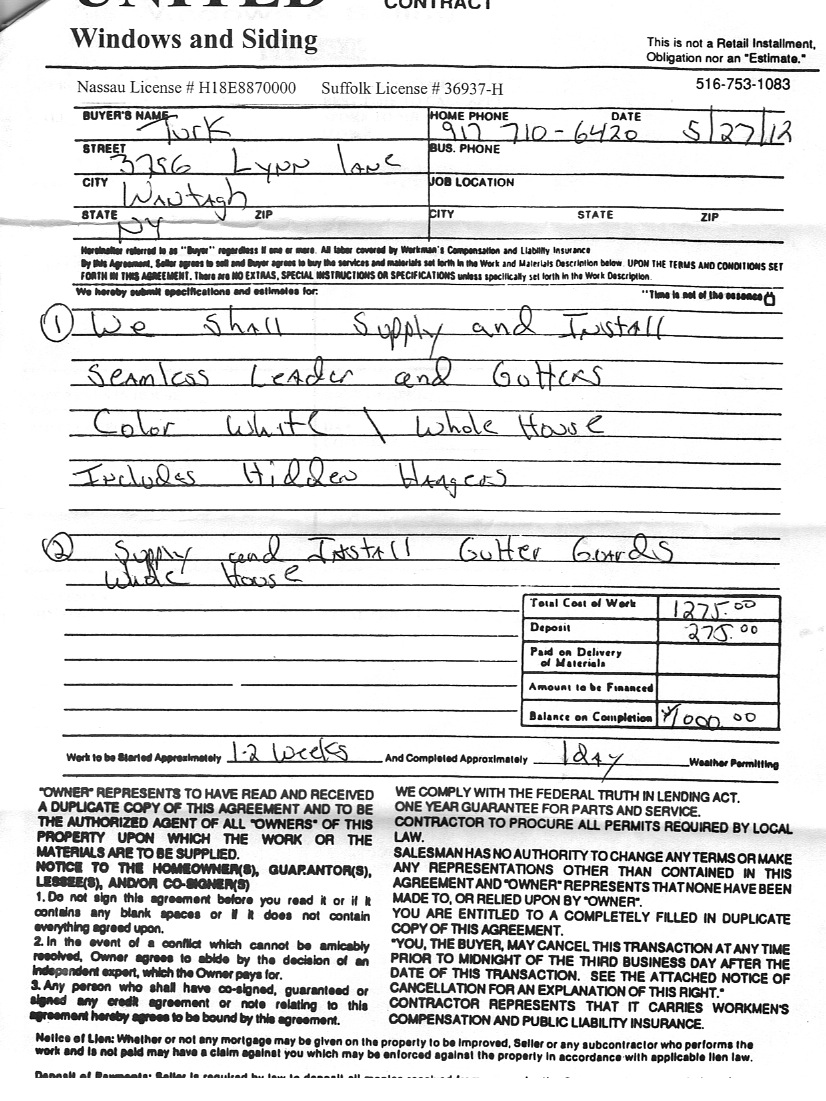 UNITED
CONTRACT
Windows and Siding
This is not a Retail Installment,
Obligation nor an "Estimate."
Nassau License # H18E8870000 Suffolk License # 36937-H
516-753-1083
BUYER'S NAME Turk HOME PHONE 917 710-6420 DATE 5/27/12
STREET 3756 Lynn Lane BUS. PHONE
CITY Wantagh JOB LOCATION
STATE NY ZIP CITY STATE ZIP
Hereinafter referred to as "Buyer" regardless if one or more. All labor covered by Workman's Compensation and Liability Insurance
By this Agreement, Seller agrees to sell and Buyer agrees to buy the services and materials set forth in the Work and Materials Description below. UPON THE TERMS AND CONDITIONS SET
FORTH IN THIS AGREEMENT. There are NO EXTRAS, SPECIAL INSTRUCTIONS OR SPECIFICATIONS unless specifically set forth in the Work Description.
We hereby submit specifications and estimates for: "Time is not of the essence
1 We Shall Supply and Install
Seamless Leader and Gutters
Color White \ Whole House
Includes Hidden Hangers
2 Supply and Install Gutter Guards
Whole House
Total Cost of Work 1275.00
Deposit 275.00
Paid on Delivery
of Materials
Amount to be Financed
Balance on Completion 1000.00
Work to be Started Approximately 1-2 Weeks And Completed Approximately 1 day Weather Permitting
"OWNER" REPRESENTS TO HAVE READ AND RECEIVED
A DUPLICATE COPY OF THIS AGREEMENT AND TO BE
THE AUTHORIZED AGENT OF ALL "OWNERS" OF THIS
PROPERTY UPON WHICH THE WORK OR THE
MATERIALS ARE TO BE SUPPLIED.
NOTICE TO THE HOMEOWNER(S), GUARANTOR(S),
LESSEE(S), AND/OR CO-SIGNER(S)
1. Do not sign this agreement before you read it or if it
contains any blank spaces or if it does not contain
everything agreed upon.
2. In the event of a conflict which cannot be amicably
resolved, Owner agrees to abide by the decision of an
independent expert, which the Owner pays for.
3. Any person who shall have co-signed, guaranteed or
signed any credit agreement or note relating to this
agreement hereby agrees to be bound by this agreement.
WE COMPLY WITH THE FEDERAL TRUTH IN LENDING ACT.
ONE YEAR GUARANTEE FOR PARTS AND SERVICE.
CONTRACTOR TO PROCURE ALL PERMITS REQUIRED BY LOCAL
LAW.
SALESMAN HAS NO AUTHORITY TO CHANGE ANY TERMS OR MAKE
ANY REPRESENTATIONS OTHER THAN CONTAINED IN THIS
AGREEMENT AND "OWNER" REPRESENTS THAT NONE HAVE BEEN
MADE TO, OR RELIED UPON BY "OWNER".
YOU ARE ENTITLED TO A COMPLETELY FILLED IN DUPLICATE
COPY OF THIS AGREEMENT.
"YOU, THE BUYER, MAY CANCEL THIS TRANSACTION AT ANY TIME
PRIOR TO MIDNIGHT OF THE THIRD BUSINESS DAY AFTER THE
DATE OF THIS TRANSACTION. SEE THE ATTACHED NOTICE OF
CANCELLATION FOR AN EXPLANATION OF THIS RIGHT."
CONTRACTOR REPRESENTS THAT IT CARRIES WORKMEN'S
COMPENSATION AND PUBLIC LIABILITY INSURANCE.
Notice of Lien: Whether or not any mortgage may be given on the property to be improved, Seller or any subcontractor who performs the
work and is not paid may have a claim against you which may be enforced against the property in accordance with applicable lien law.
Deposit of Payments: Seller is required by law to deposit all monies received